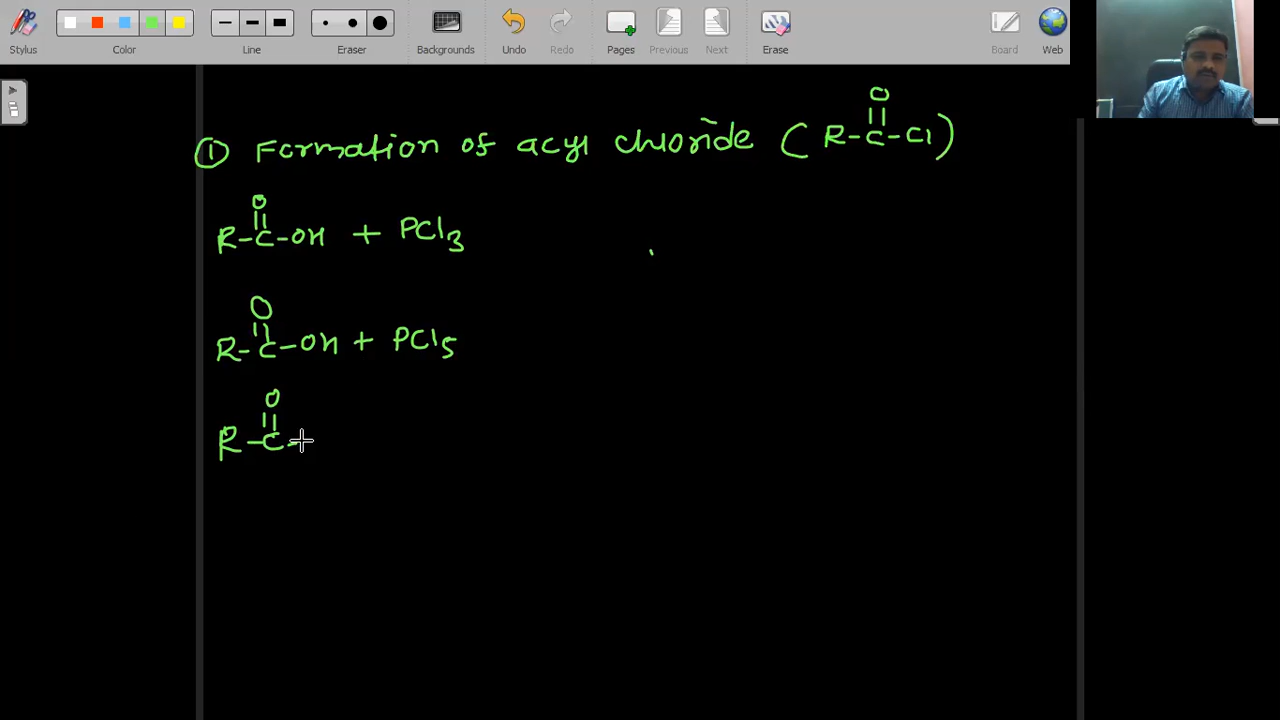 Stylus Color Line Eraser Backgrounds Undo Redo Pages Previous Next Erase Board Web
① Formation of acyl chloride (R-C-Cl)
O
||
R-C-OH + PCl3
O
||
R-C-OH + PCl5
O
||
R-C-